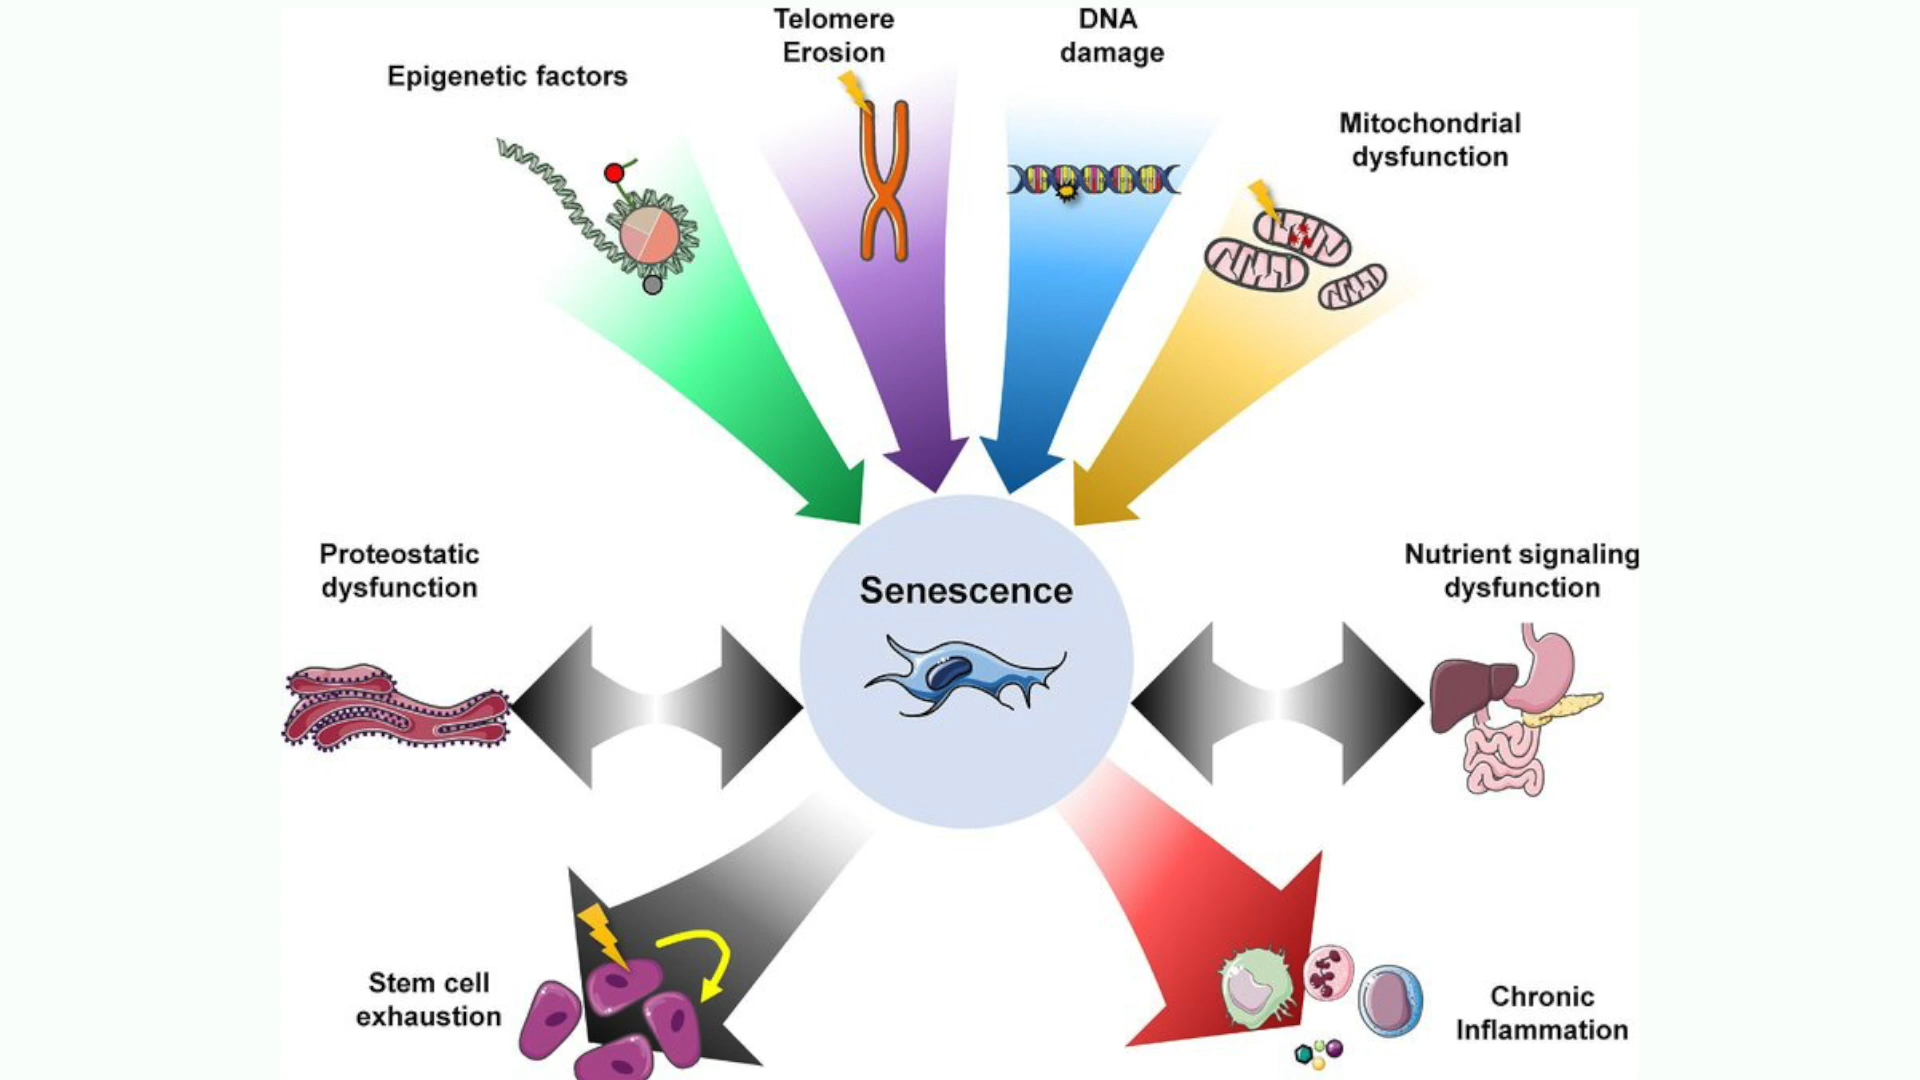 Telomere
Erosion
DNA
damage
Epigenetic factors
Mitochondrial
dysfunction
Proteostatic
dysfunction
Nutrient signaling
dysfunction
Senescence
Stem cell
exhaustion
Chronic
Inflammation